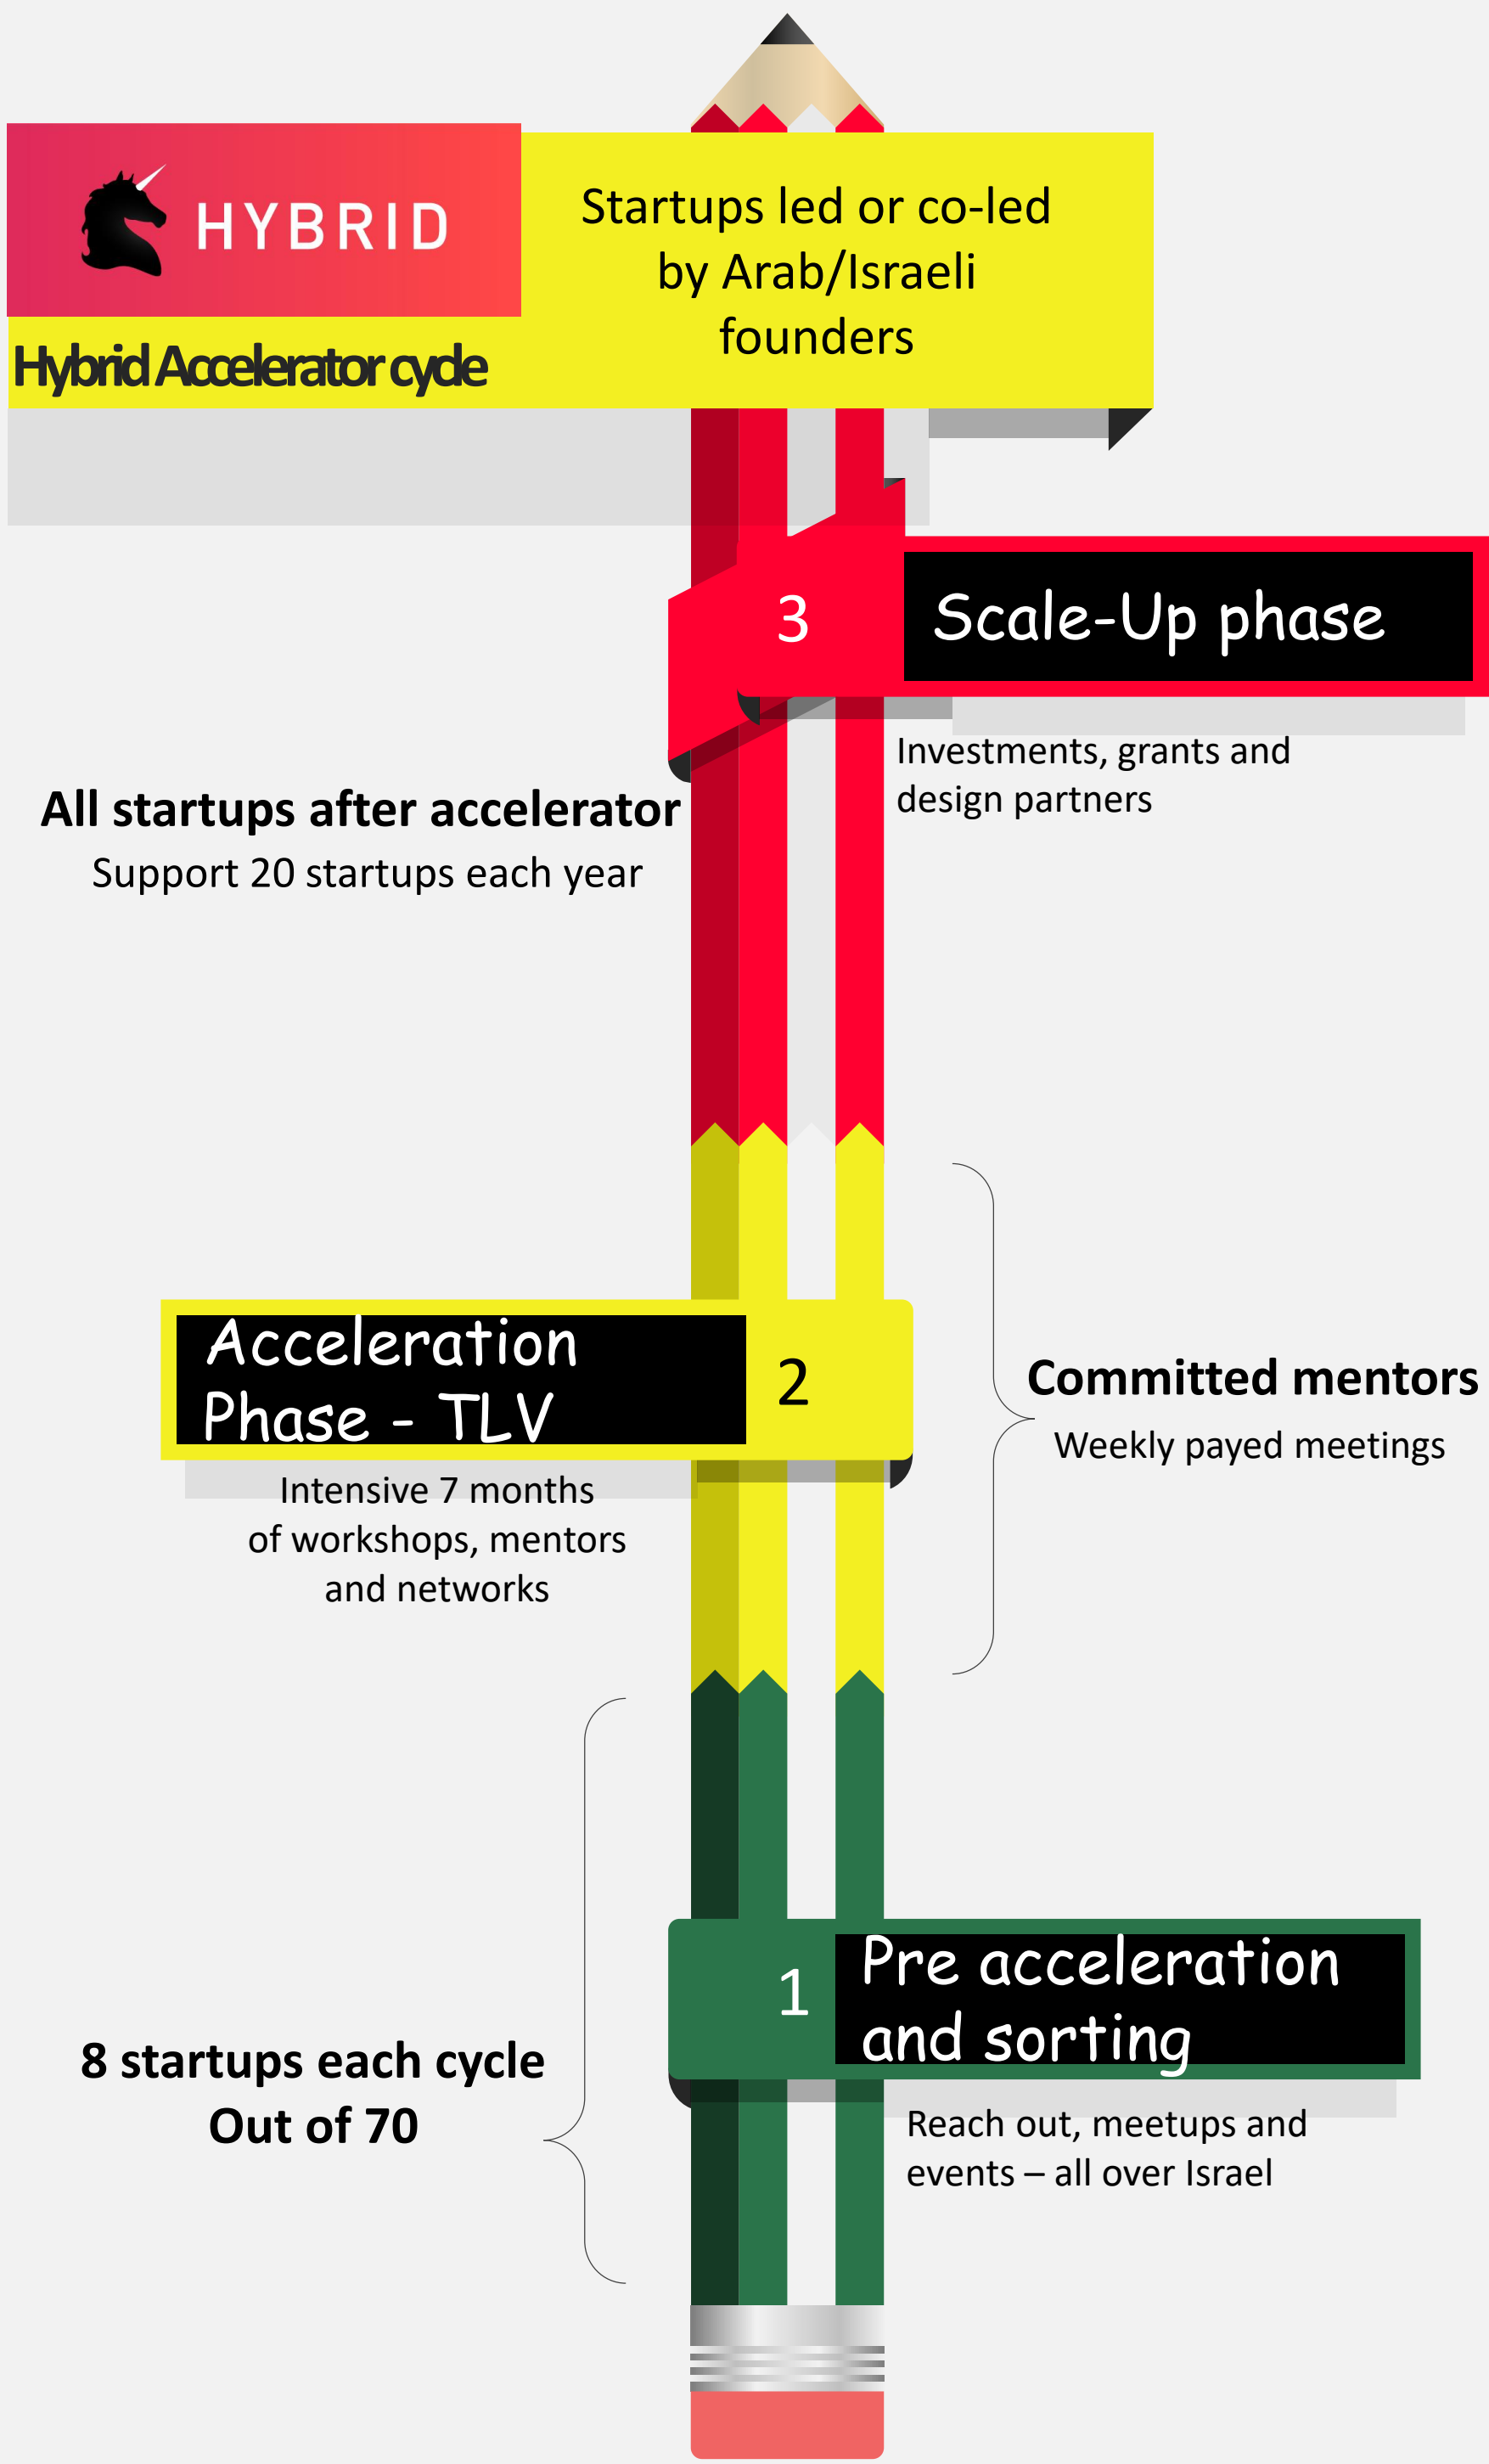 HYBRID
Hybrid Accelerator cycle
Startups led or co-led
by Arab/Israeli
founders
3
Scale-Up phase
Investments, grants and
design partners
All startups after accelerator
Support 20 startups each year
Acceleration
Phase - TLV
2
Intensive 7 months
of workshops, mentors
and networks
Committed mentors
Weekly payed meetings
1
Pre acceleration
and sorting
Reach out, meetups and
events – all over Israel
8 startups each cycle
Out of 70